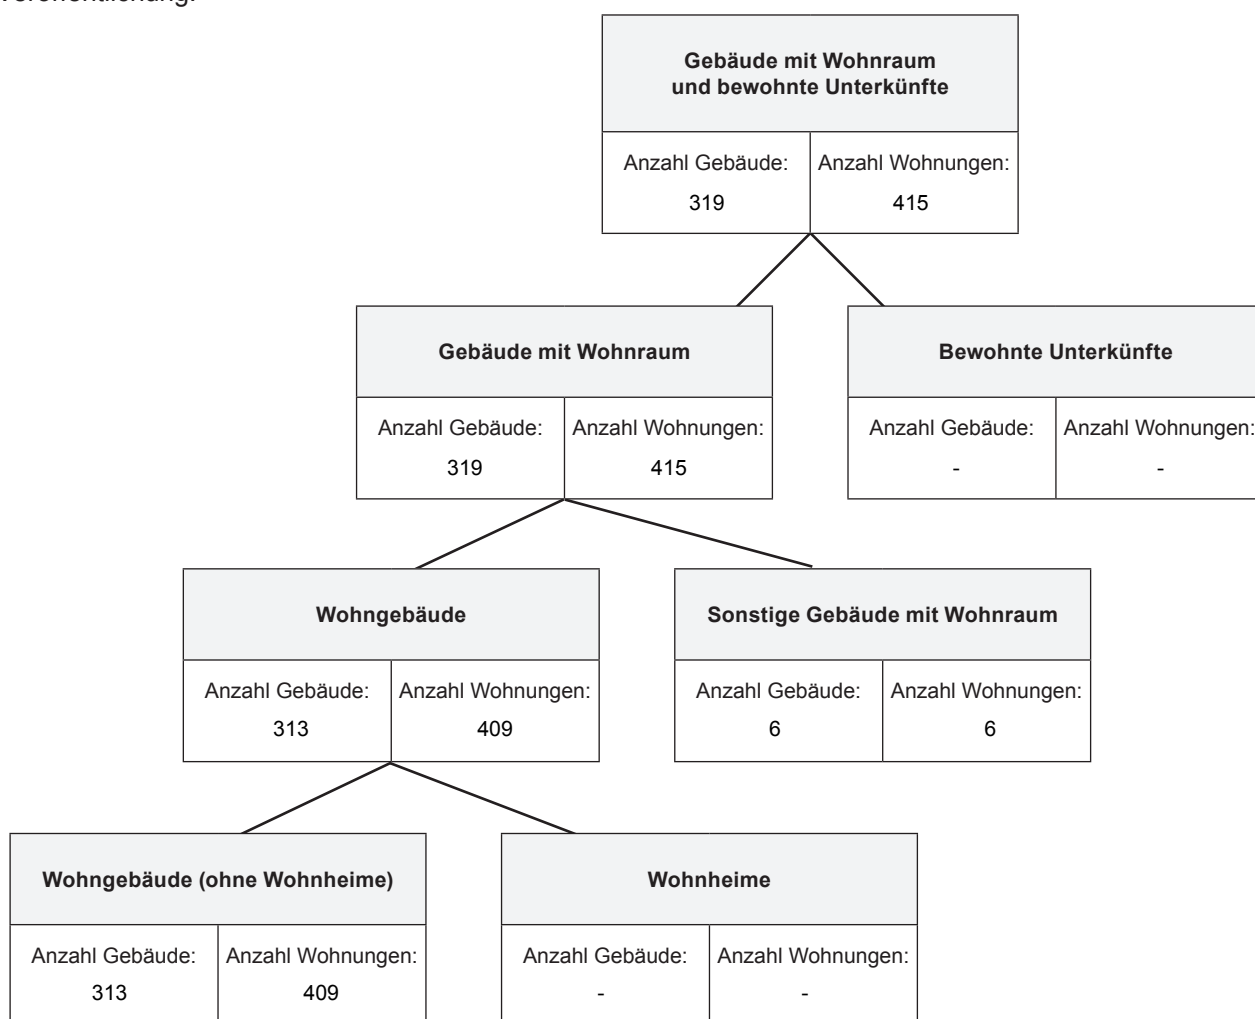 Veröffentlichung.
Gebäude mit Wohnraum
und bewohnte Unterkünfte
Anzahl Gebäude: Anzahl Wohnungen:
319 415
Gebäude mit Wohnraum Bewohnte Unterkünfte
Anzahl Gebäude: Anzahl Wohnungen: Anzahl Gebäude: Anzahl Wohnungen:
319 415 - -
Wohngebäude Sonstige Gebäude mit Wohnraum
Anzahl Gebäude: Anzahl Wohnungen: Anzahl Gebäude: Anzahl Wohnungen:
313 409 6 6
Wohngebäude (ohne Wohnheime) Wohnheime
Anzahl Gebäude: Anzahl Wohnungen: Anzahl Gebäude: Anzahl Wohnungen:
313 409 - -